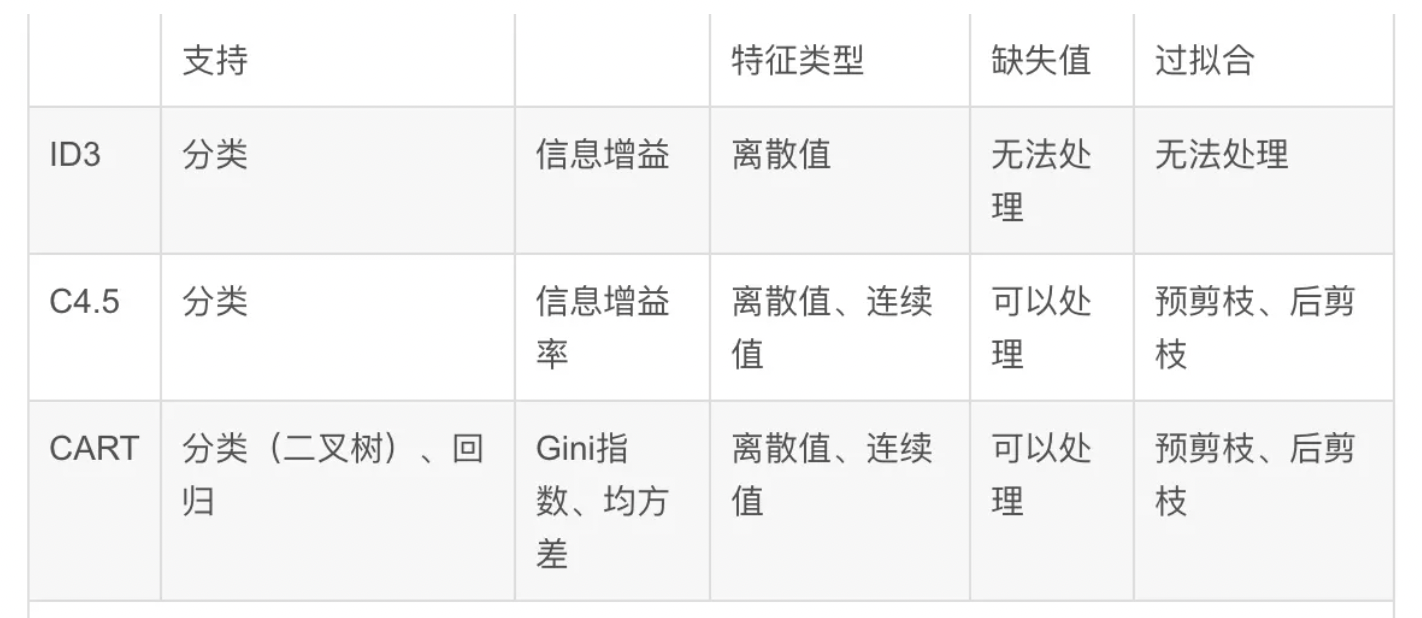 支持 特征类型 缺失值 过拟合
ID3 分类 信息增益 离散值 无法处 无法处理
理
C4.5 分类 信息增益 离散值、连续 可以处 预剪枝、后剪
率 值 理 枝
CART 分类（二叉树）、回 Gini指 离散值、连续 可以处 预剪枝、后剪
归 数、均方 值 理 枝
差